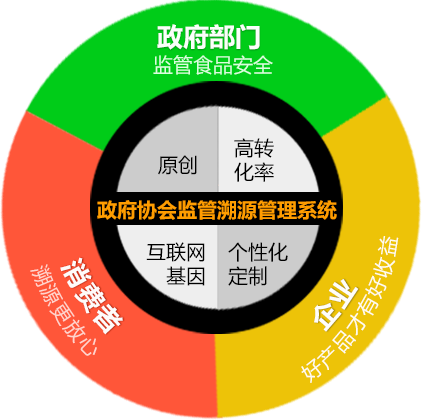 政府部门
监管食品安全
原创
高转
化率
政府协会监管溯源管理系统
互联网
基因
个性化
定制
消费者
溯源更放心
企业
好产品才有好收益